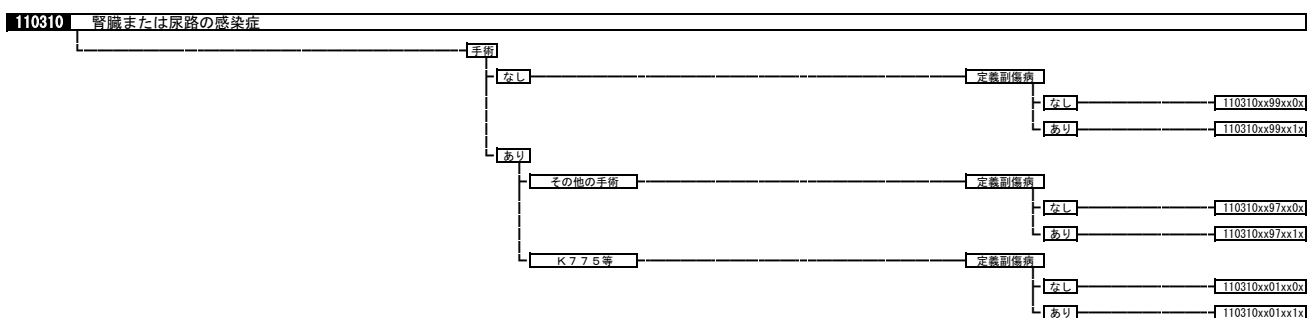 110310 腎臓または尿路の感染症
手術
なし 定義副傷病
なし 110310xx99xx0x
あり 110310xx99xx1x
あり
その他の手術 定義副傷病
なし 110310xx97xx0x
あり 110310xx97xx1x
K775等 定義副傷病
なし 110310xx01xx0x
あり 110310xx01xx1x